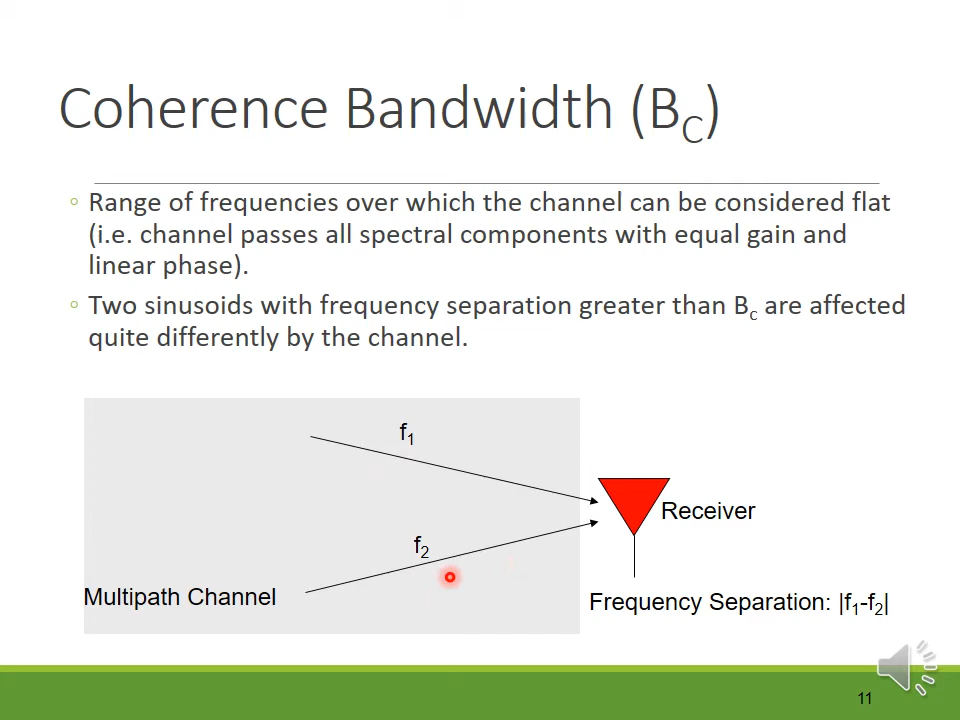 Coherence Bandwidth (BC)
Range of frequencies over which the channel can be considered flat
(i.e. channel passes all spectral components with equal gain and
linear phase).
Two sinusoids with frequency separation greater than Bc are affected
quite differently by the channel.
f1
Receiver
f2
Multipath Channel
Frequency Separation: |f1-f2|
11